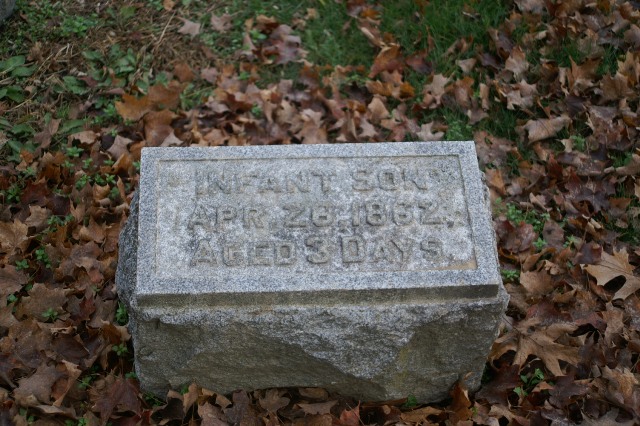 INFANT SON
APR. 26, 1862.
AGED 3 DAYS.